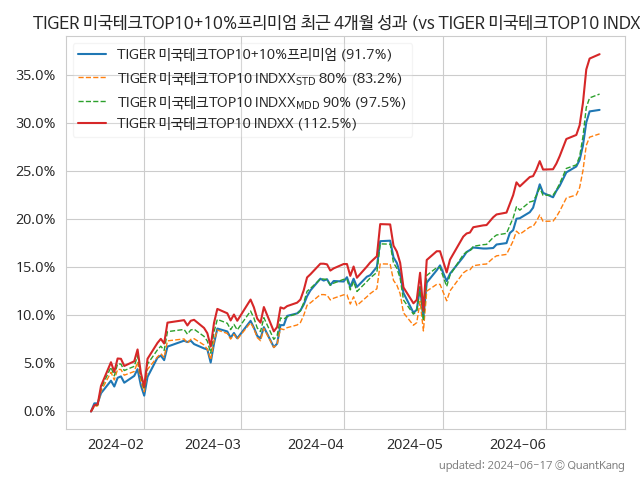 TIGER 미국테크TOP10+10%프리미엄 최근 4개월 성과 (vs TIGER 미국테크TOP10 INDX
TIGER 미국테크TOP10+10%프리미엄 (91.7%)
TIGER 미국테크TOP10 INDXXSTD 80% (83.2%)
TIGER 미국테크TOP10 INDXXMDD 90% (97.5%)
TIGER 미국테크TOP10 INDXX (112.5%)
35.0%
30.0%
25.0%
20.0%
15.0%
10.0%
5.0%
0.0%
2024-02 2024-03 2024-04 2024-05 2024-06
updated: 2024-06-17 © QuantKang